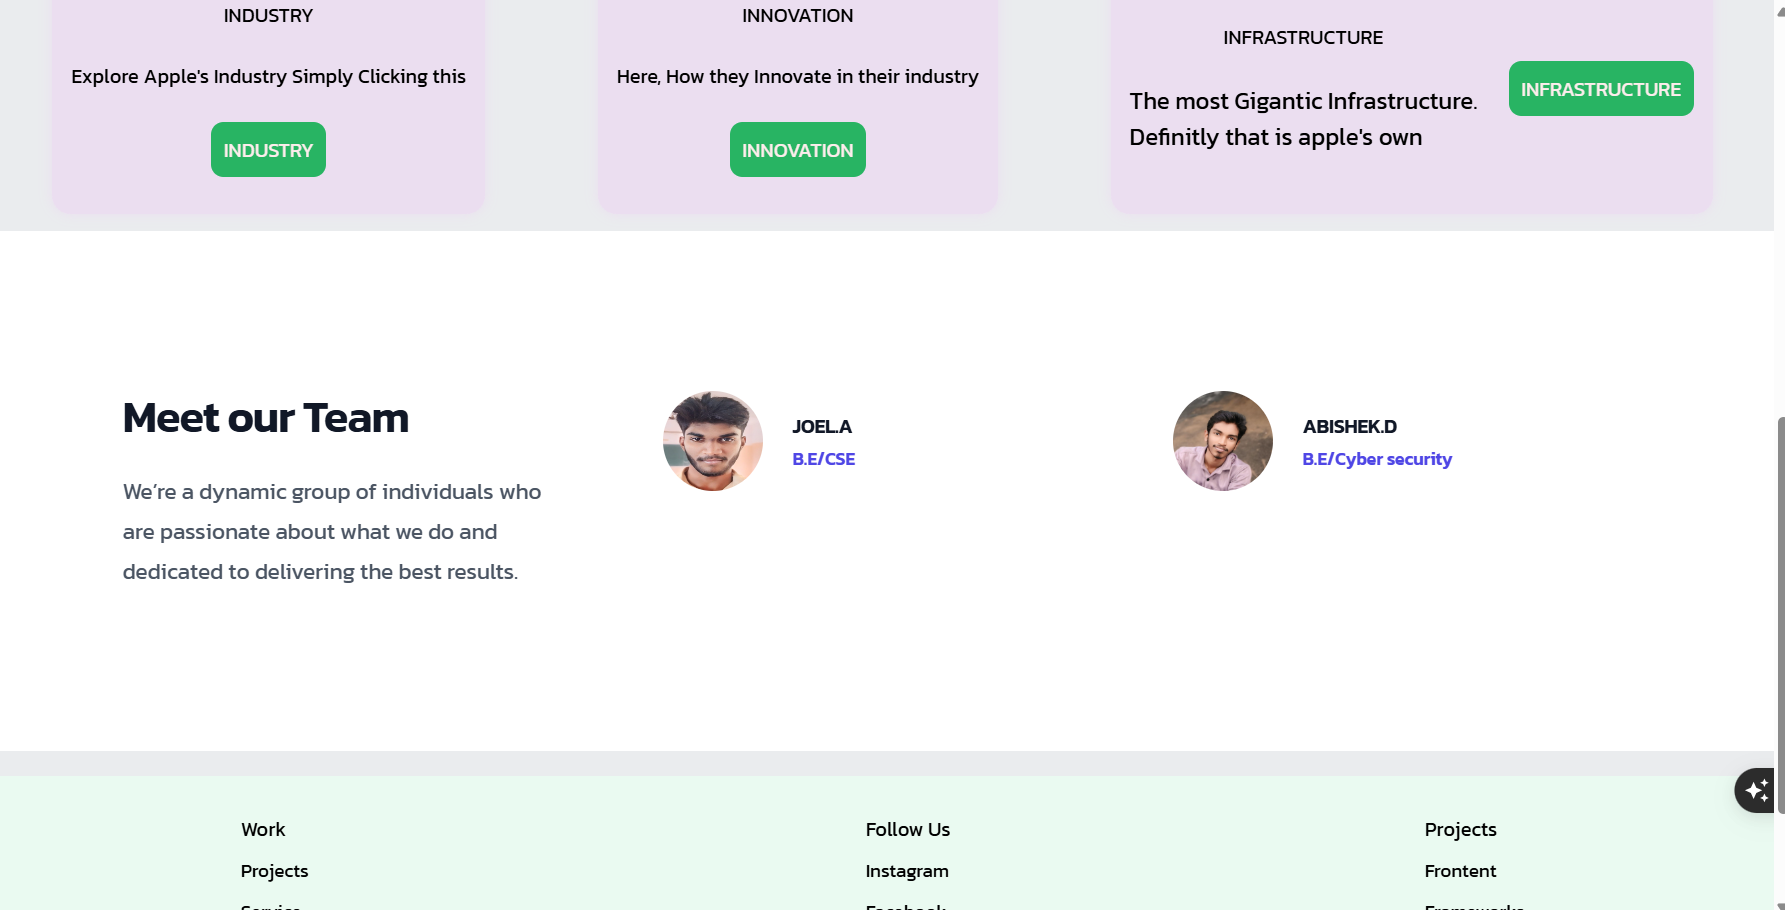 INDUSTRY
Explore Apple's Industry Simply Clicking this
INDUSTRY
INNOVATION
Here, How they Innovate in their industry
INNOVATION
INFRASTRUCTURE
The most Gigantic Infrastructure.
Definitly that is apple's own
INFRASTRUCTURE
Meet our Team
We’re a dynamic group of individuals who
are passionate about what we do and
dedicated to delivering the best results.
JOEL.A
B.E/CSE
ABISHEK.D
B.E/Cyber security
Work
Projects
Service
Follow Us
Instagram
Facebook
Projects
Frontent
Frameworks